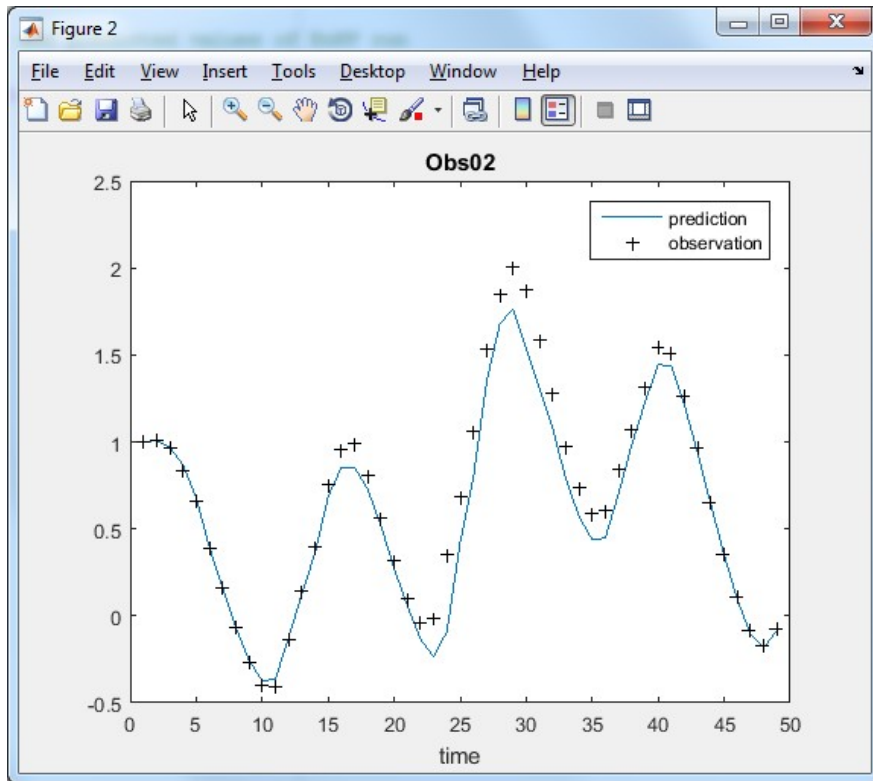 Figure 2
File Edit View Insert Tools Desktop Window Help
Obs02
2.5
2
1.5
1
0.5
0
-0.5
prediction
observation
0 5 10 15 20 25 30 35 40 45 50
time